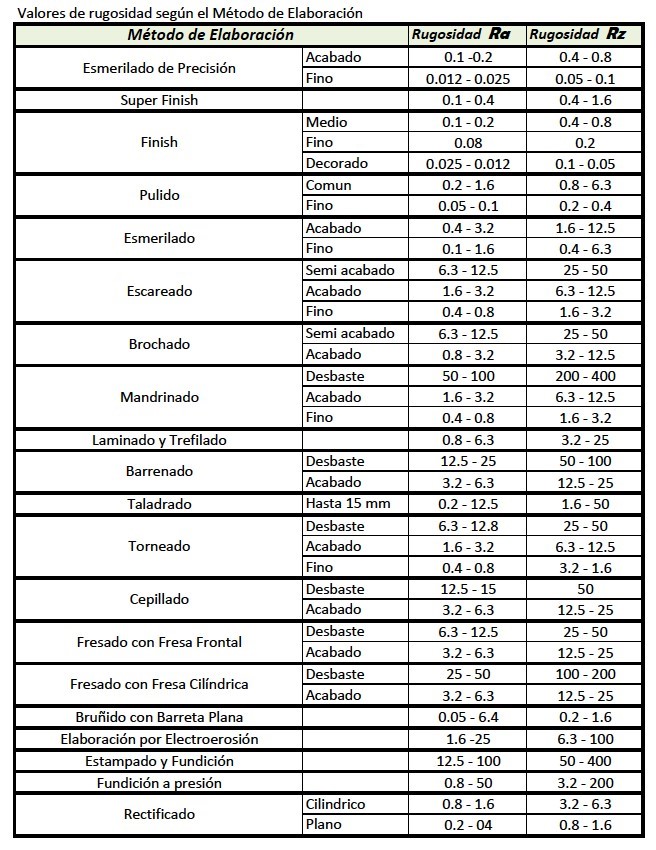 Valores de rugosidad según el Método de Elaboración
Método de Elaboración Rugosidad Ra Rugosidad Rz
Esmerilado de Precisión Acabado 0.1 -0.2 0.4 - 0.8
Fino 0.012 - 0.025 0.05 - 0.1
Super Finish 0.1 - 0.4 0.4 - 1.6
Finish Medio 0.1 - 0.2 0.4 - 0.8
Fino 0.08 0.2
Decorado 0.025 - 0.012 0.1 - 0.05
Pulido Comun 0.2 - 1.6 0.8 - 6.3
Fino 0.05 - 0.1 0.2 - 0.4
Esmerilado Acabado 0.4 - 3.2 1.6 - 12.5
Fino 0.1 - 1.6 0.4 - 6.3
Escareado Semi acabado 6.3 - 12.5 25 - 50
Acabado 1.6 - 3.2 6.3 - 12.5
Fino 0.4 - 0.8 1.6 - 3.2
Brochado Semi acabado 6.3 - 12.5 25 - 50
Acabado 0.8 - 3.2 3.2 - 12.5
Mandrinado Desbaste 50 - 100 200 - 400
Acabado 1.6 - 3.2 6.3 - 12.5
Fino 0.4 - 0.8 1.6 - 3.2
Laminado y Trefilado 0.8 - 6.3 3.2 - 25
Barrenado Desbaste 12.5 - 25 50 - 100
Acabado 3.2 - 6.3 12.5 - 25
Taladrado Hasta 15 mm 0.2 - 12.5 1.6 - 50
Torneado Desbaste 6.3 - 12.8 25 - 50
Acabado 1.6 - 3.2 6.3 - 12.5
Fino 0.4 - 0.8 3.2 - 1.6
Cepillado Desbaste 12.5 - 15 50
Acabado 3.2 - 6.3 12.5 - 25
Fresado con Fresa Frontal Desbaste 6.3 - 12.5 25 - 50
Acabado 3.2 - 6.3 12.5 - 25
Fresado con Fresa Cilíndrica Desbaste 25 - 50 100 - 200
Acabado 3.2 - 6.3 12.5 - 25
Bruñido con Barreta Plana 0.05 - 6.4 0.2 - 1.6
Elaboración por Electroerosión 1.6 -25 6.3 - 100
Estampado y Fundición 12.5 - 100 50 - 400
Fundición a presión 0.8 - 50 3.2 - 200
Rectificado Cilindrico 0.8 - 1.6 3.2 - 6.3
Plano 0.2 - 04 0.8 - 1.6